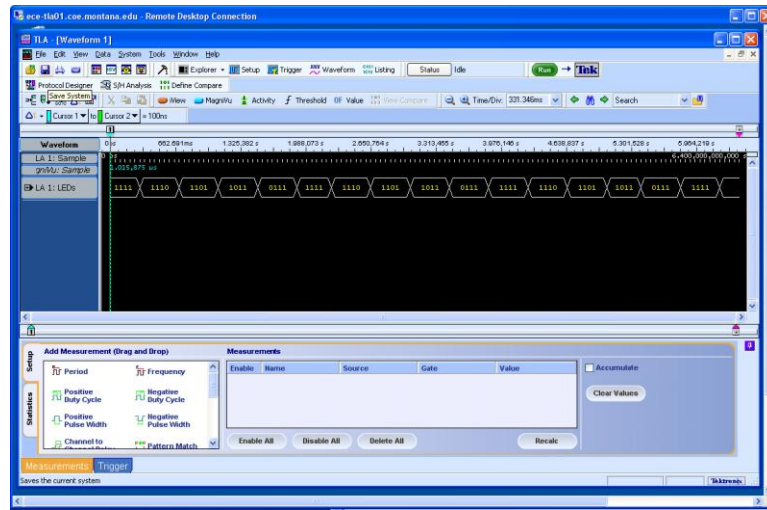 ece-tla01.coe.montana.edu - Remote Desktop Connection
TLA - [Waveform 1]
File Edit View Data System Tools Window Help
Explorer Setup Trigger Waveform Listing Status Idle Run Tek
Protocol Designer S/H Analysis Define Compare
Save System
Mew MagniVu Activity Threshold Value View Compare Time/Div: 331.346ms Search
Cursor 1 to Cursor 2 = 100ns
Waveform 0 s 662.691ms 1.325,382 s 1.988,073 s 2.650,764 s 3.313,455 s 3.976,146 s 4.638,837 s 5.301,528 s 5.964,219 s
LA 1: Sample 0 ps 6,400,000,000,000 s
gniVu: Sample 1.015,875 us
LA 1: LEDs 1111 1110 1101 1011 0111 1111 1110 1101 1011 0111 1111 1110 1101 1011 0111 1111
Setup
Statistics
Add Measurement (Drag and Drop)
Period Frequency
Positive Duty Cycle
Negative Duty Cycle
Positive Pulse Width
Negative Pulse Width
Channel to
Pattern Match
Measurements
Enable Name Source Gate Value
Enable All Disable All Delete All Recalc
Accumulate
Clear Values
Measurements Trigger
Saves the current system
Tektronix